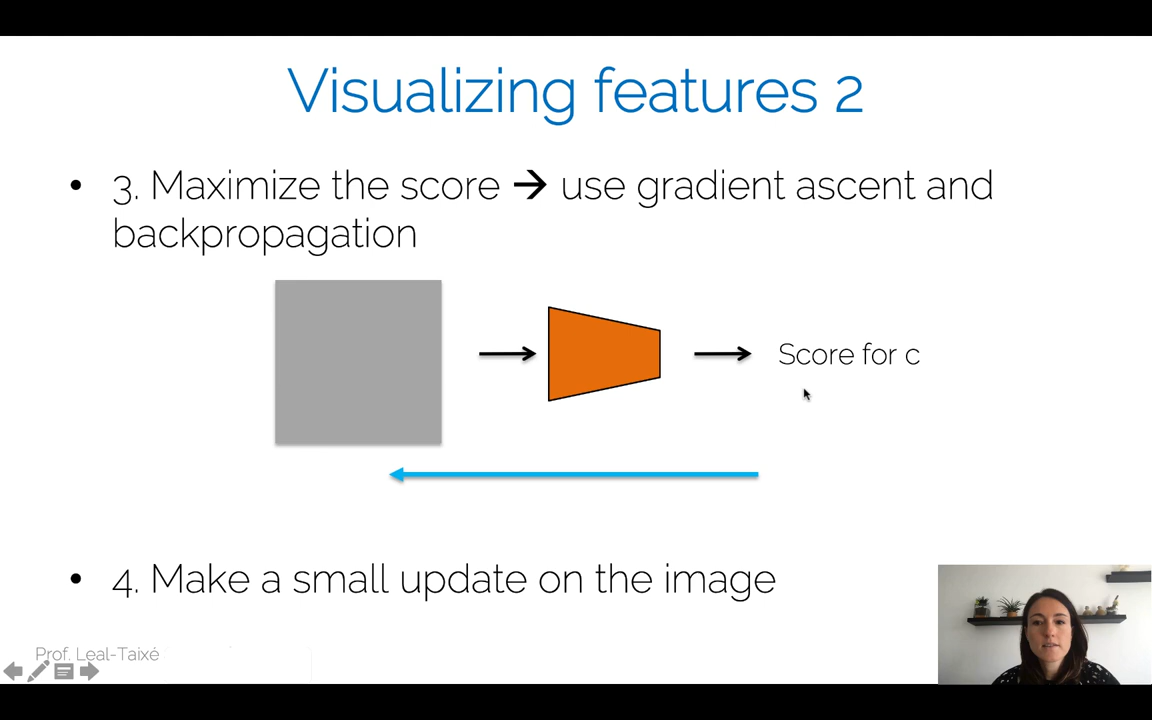 Visualizing features 2
• 3. Maximize the score → use gradient ascent and
backpropagation
Score for c
• 4. Make a small update on the image
Prof. Leal-Taixé